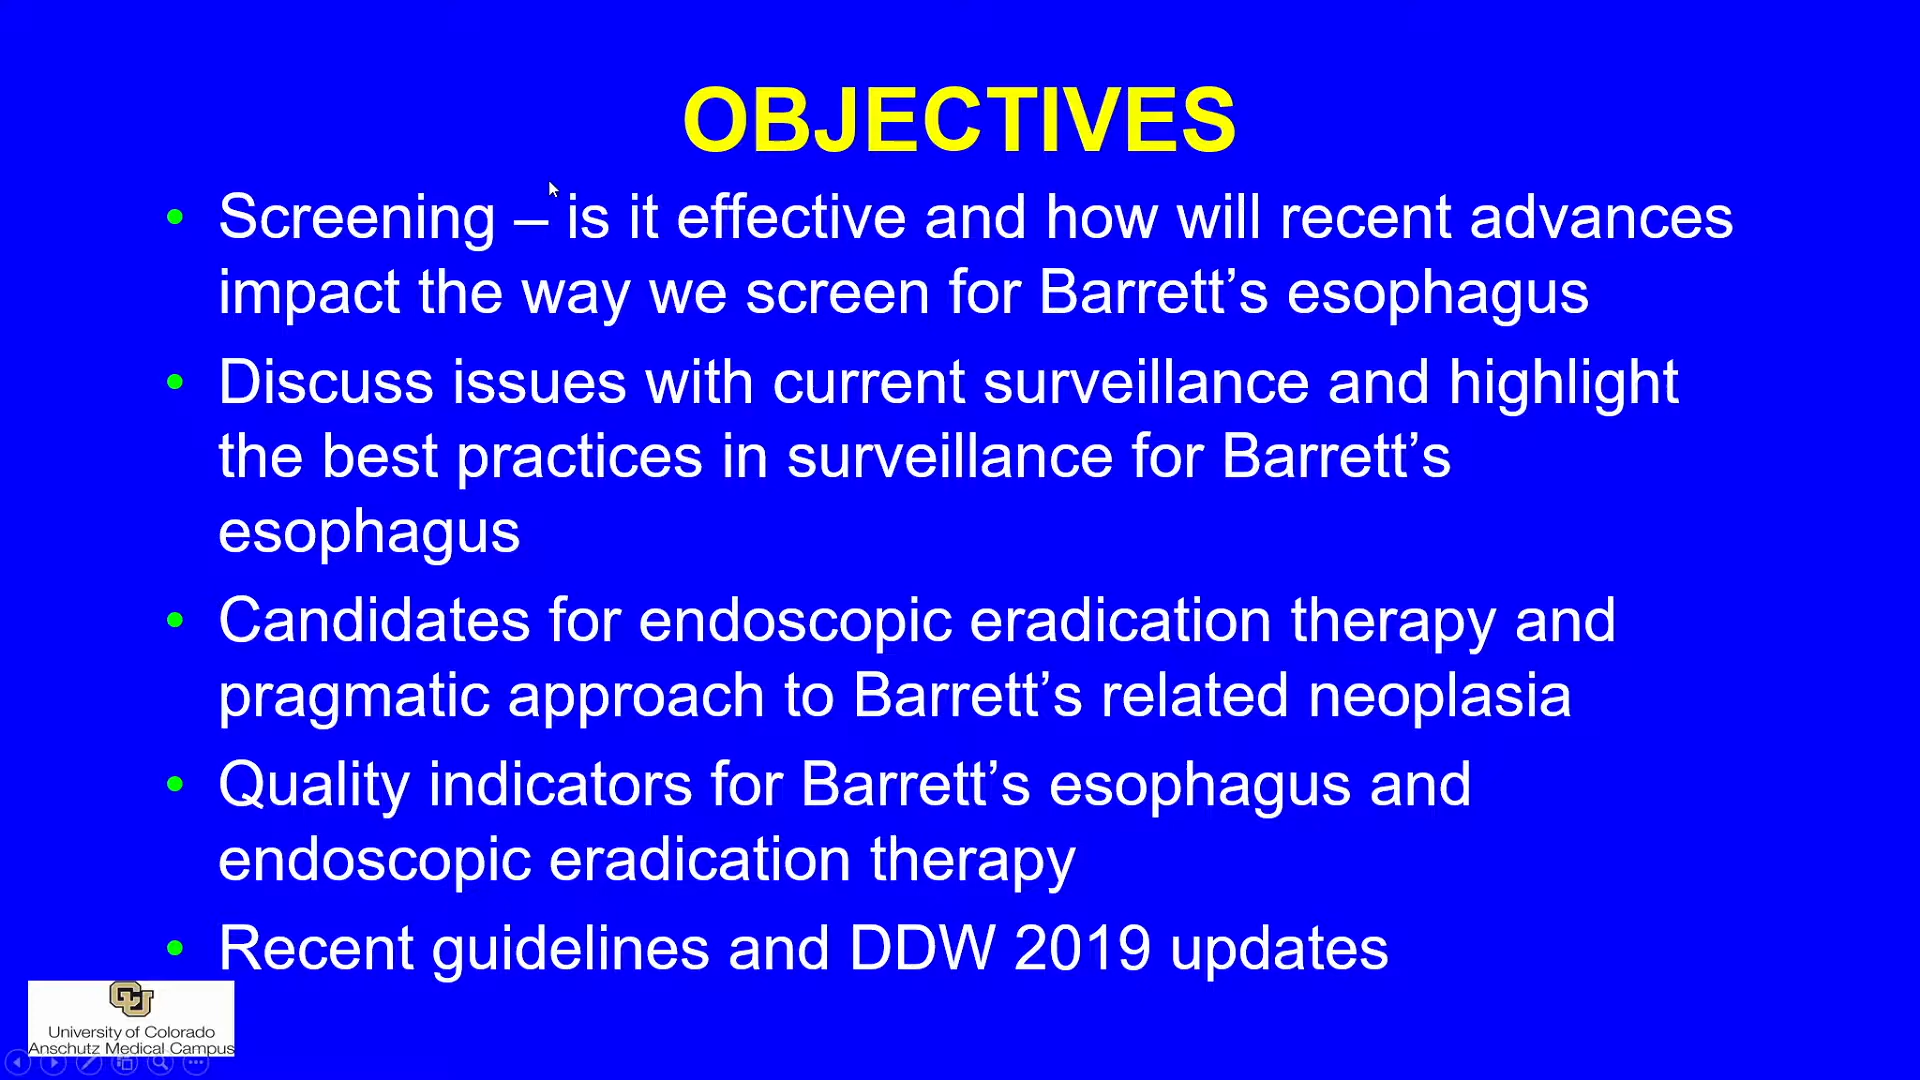 OBJECTIVES
• Screening – is it effective and how will recent advances
impact the way we screen for Barrett’s esophagus
• Discuss issues with current surveillance and highlight
the best practices in surveillance for Barrett’s
esophagus
• Candidates for endoscopic eradication therapy and
pragmatic approach to Barrett’s related neoplasia
• Quality indicators for Barrett’s esophagus and
endoscopic eradication therapy
• Recent guidelines and DDW 2019 updates
CU
University of Colorado
Anschutz Medical Campus